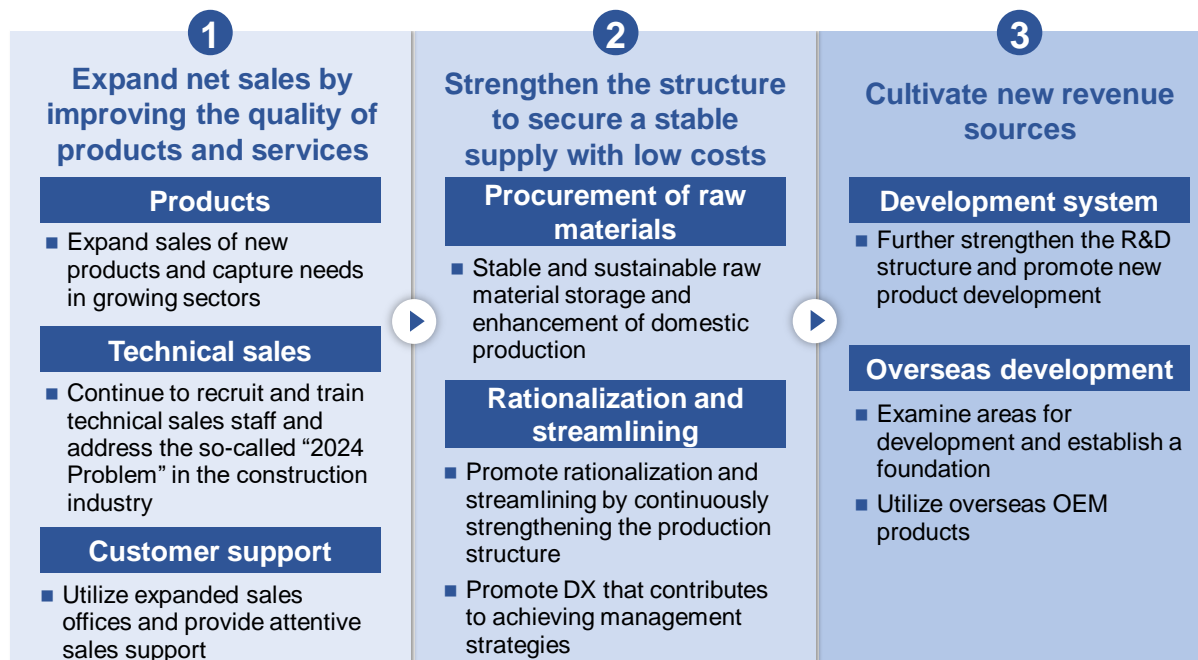 1
Expand net sales by
improving the quality of
products and services
Products
■ Expand sales of new
products and capture needs
in growing sectors
Technical sales
■ Continue to recruit and train
technical sales staff and
address the so-called “2024
Problem” in the construction
industry
Customer support
■ Utilize expanded sales
offices and provide attentive
sales support
2
Strengthen the structure
to secure a stable
supply with low costs
Procurement of raw
materials
■ Stable and sustainable raw
material storage and
enhancement of domestic
production
Rationalization and
streamlining
■ Promote rationalization and
streamlining by continuously
strengthening the production
structure
■ Promote DX that contributes
to achieving management
strategies
3
Cultivate new revenue
sources
Development system
■ Further strengthen the R&D
structure and promote new
product development
Overseas development
■ Examine areas for
development and establish a
foundation
■ Utilize overseas OEM
products